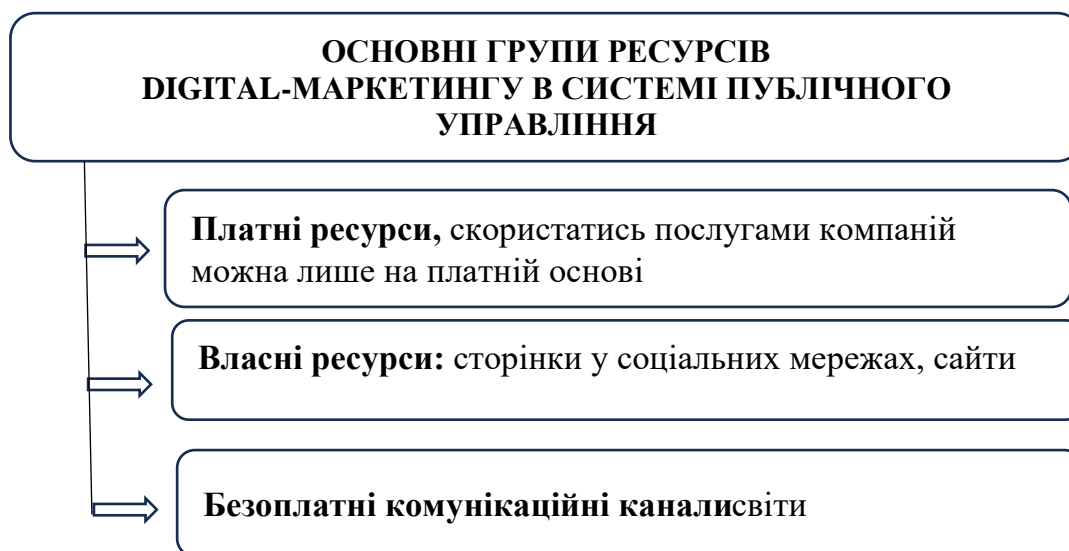 ОСНОВНІ ГРУПИ РЕСУРСІВ
DIGITAL-МАРКЕТИНГУ В СИСТЕМІ ПУБЛІЧНОГО
УПРАВЛІННЯ
Платні ресурси, скористатись послугами компаній
можна лише на платній основі
Власні ресурси: сторінки у соціальних мережах, сайти
Безоплатні комунікаційні каналисвіти